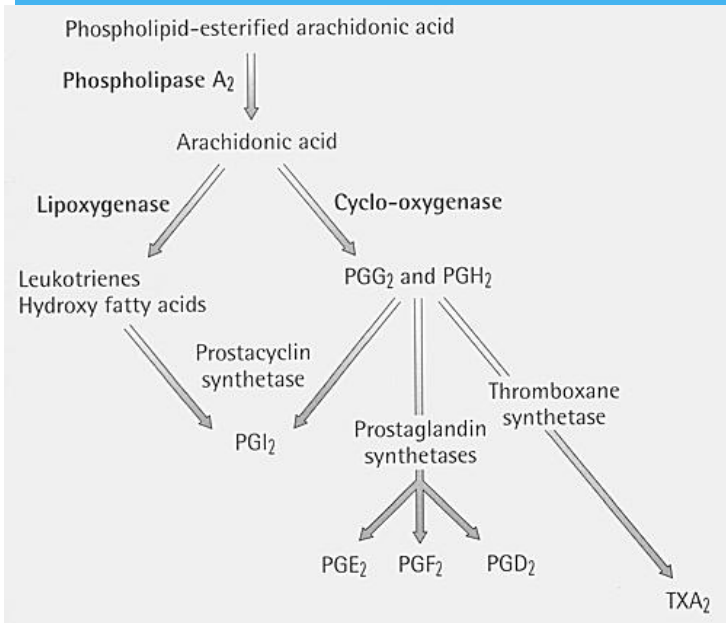 Phospholipid-esterified arachidonic acid
Phospholipase A₂
Arachidonic acid
Lipoxygenase
Cyclo-oxygenase
Leukotrienes
Hydroxy fatty acids
PGG₂ and PGH₂
Prostacyclin
synthetase
Thromboxane
synthetase
PGI₂
Prostaglandin
synthetases
PGE₂
PGF₂
PGD₂
TXA₂